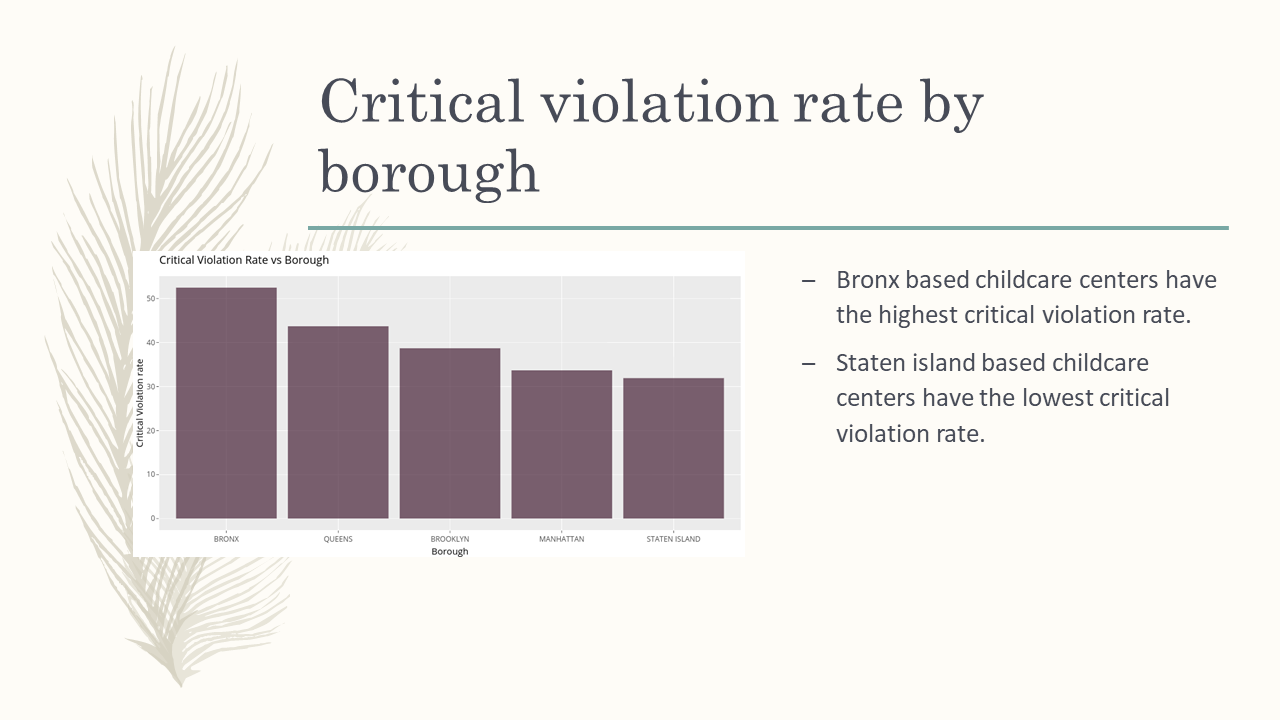 Critical violation rate by
borough
Critical Violation Rate vs Borough
50
40
30
20
10
0
Critical Violation rate
BRONX QUEENS BROOKLYN MANHATTAN STATEN ISLAND
Borough
– Bronx based childcare centers have
the highest critical violation rate.
– Staten island based childcare
centers have the lowest critical
violation rate.